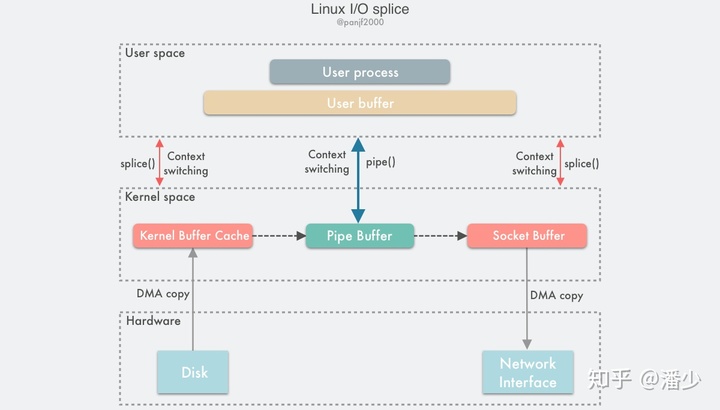 Linux I/O splice
@panjf2000
User space
User process
User buffer
splice()
Context
switching
Context
switching
pipe()
Context
switching
splice()
Kernel space
Kernel Buffer Cache
Pipe Buffer
Socket Buffer
DMA copy
DMA copy
Hardware
Disk
Network
Interface
知乎 @潘少